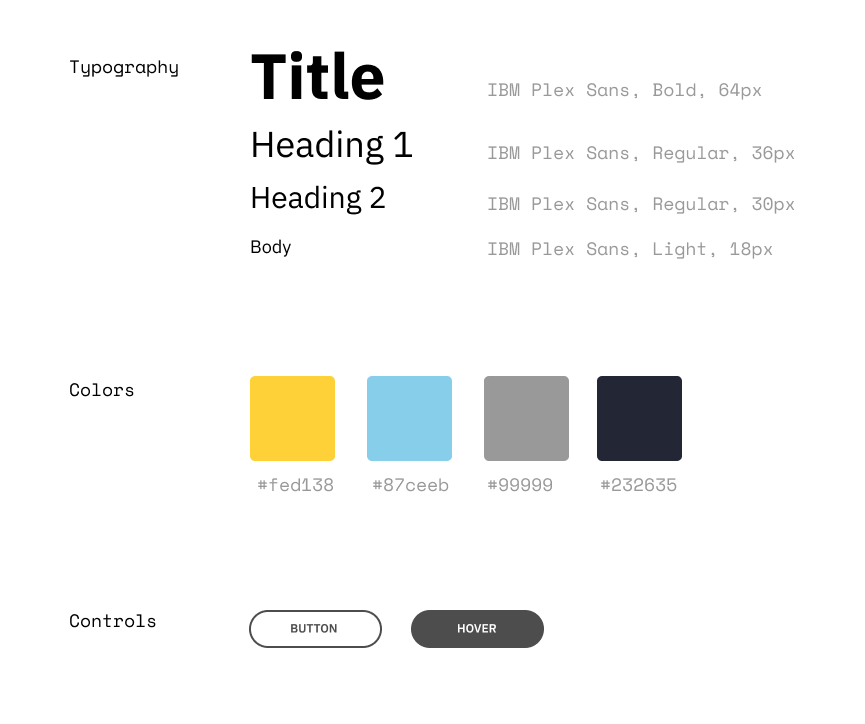 Typography
Title
IBM Plex Sans, Bold, 64px
Heading 1
IBM Plex Sans, Regular, 36px
Heading 2
IBM Plex Sans, Regular, 30px
Body
IBM Plex Sans, Light, 18px
Colors
#fed138
#87ceeb
#99999
#232635
Controls
BUTTON
HOVER